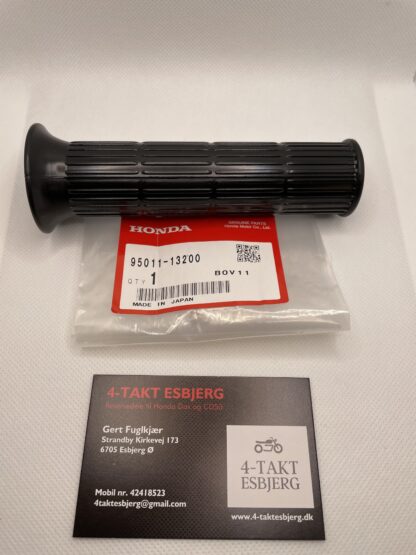 GENUINE PARTS
Honda Motor Co., Ltd.
HONDA
95011-13200
QTY 1
BOV11
MADE IN JAPAN
4-TAKT ESBJERG
Reservedele til Honda Dax og CD50
Gert Fuglkjær
Strandby Kirkevej 173
6705 Esbjerg Ø
4-TAKT
ESBJERG
Mobil nr. 42418523
4taktesbjerg@gmail.com
www.4-taktesbjerg.dk